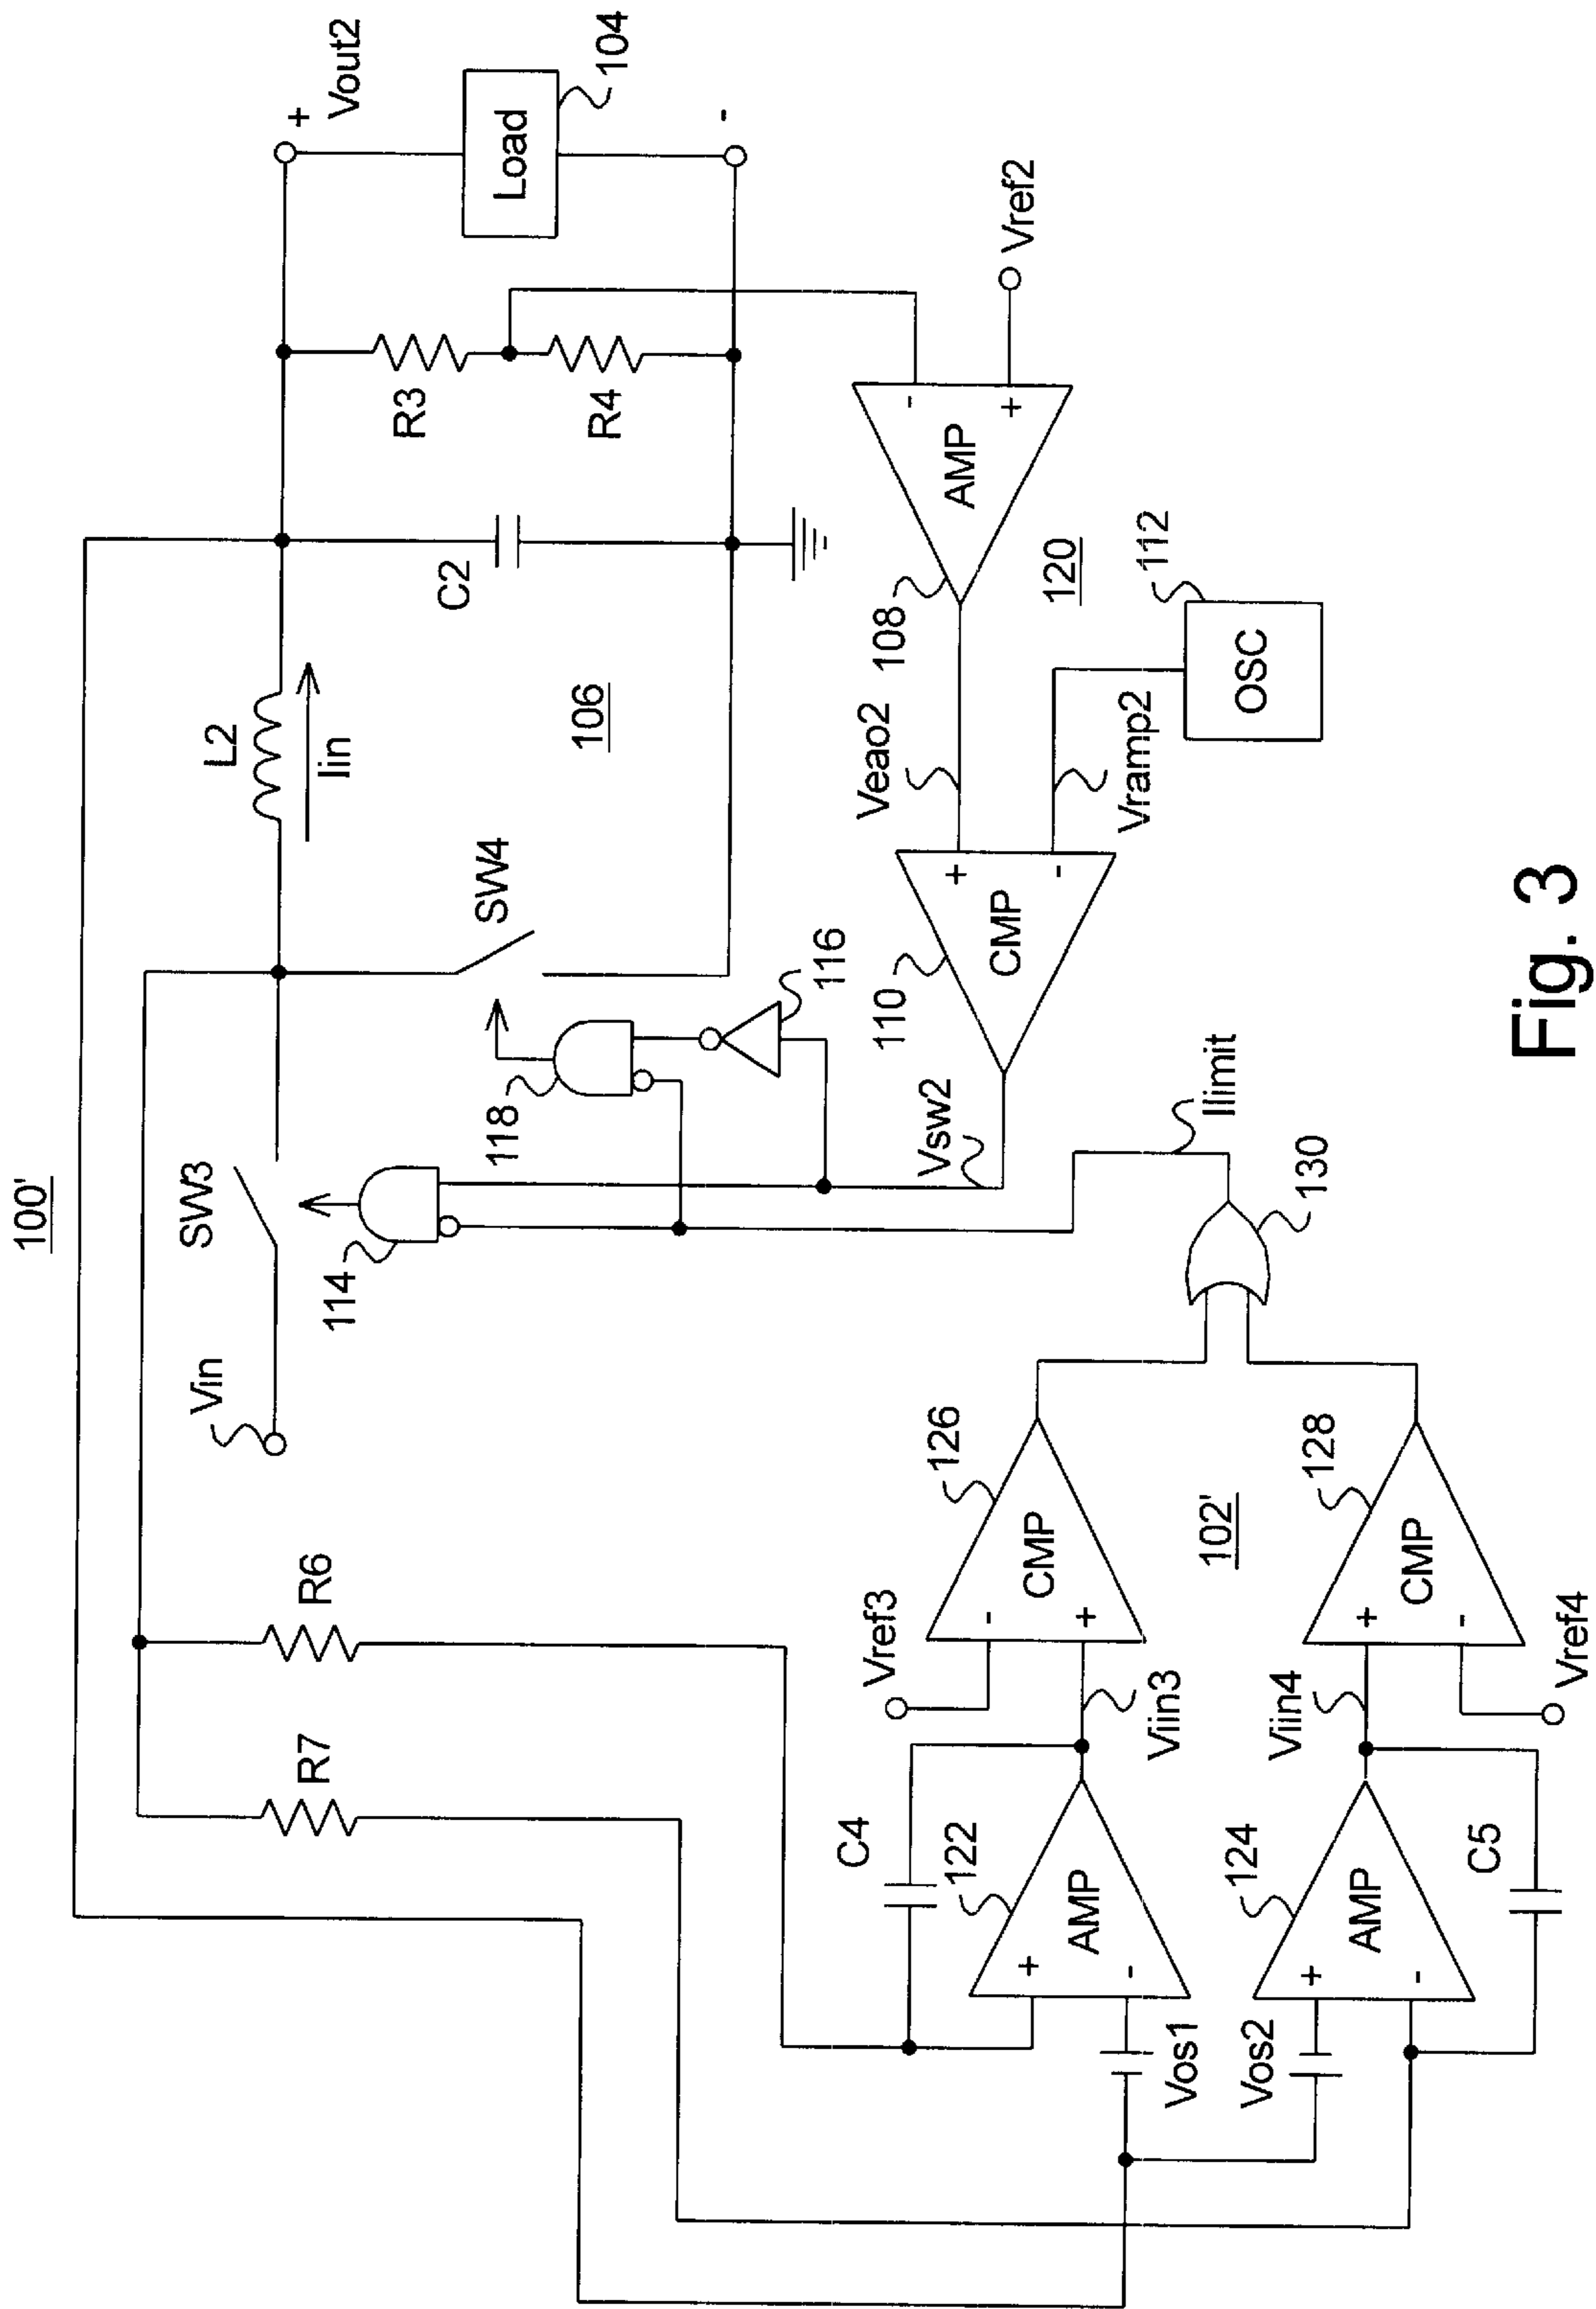 100'
Vin
SW3
L2
Iin
SW4
106
C2
R3
R4
+
Vout2
Load
104
-
R7
R6
114
118
116
Vsw2
110
CMP
+
-
Veao2
Vramp2
108
AMP
-
+
Vref2
120
112
OSC
C4
122
AMP
+
-
Vos1
Viin3
Vref3
126
CMP
-
+
102'
130
Ilimit
Vos2
124
AMP
+
-
C5
Viin4
Vref4
128
CMP
+
-
Fig. 3